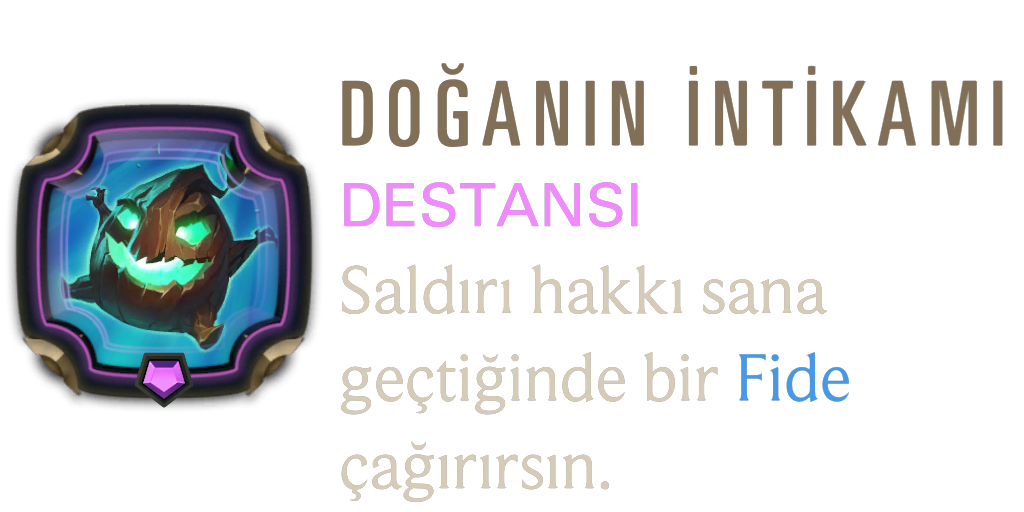 DOĞANIN İNTİKAMI
DESTANSI
Saldırı hakkı sana
geçtiğinde bir Fide
çağırırsın.